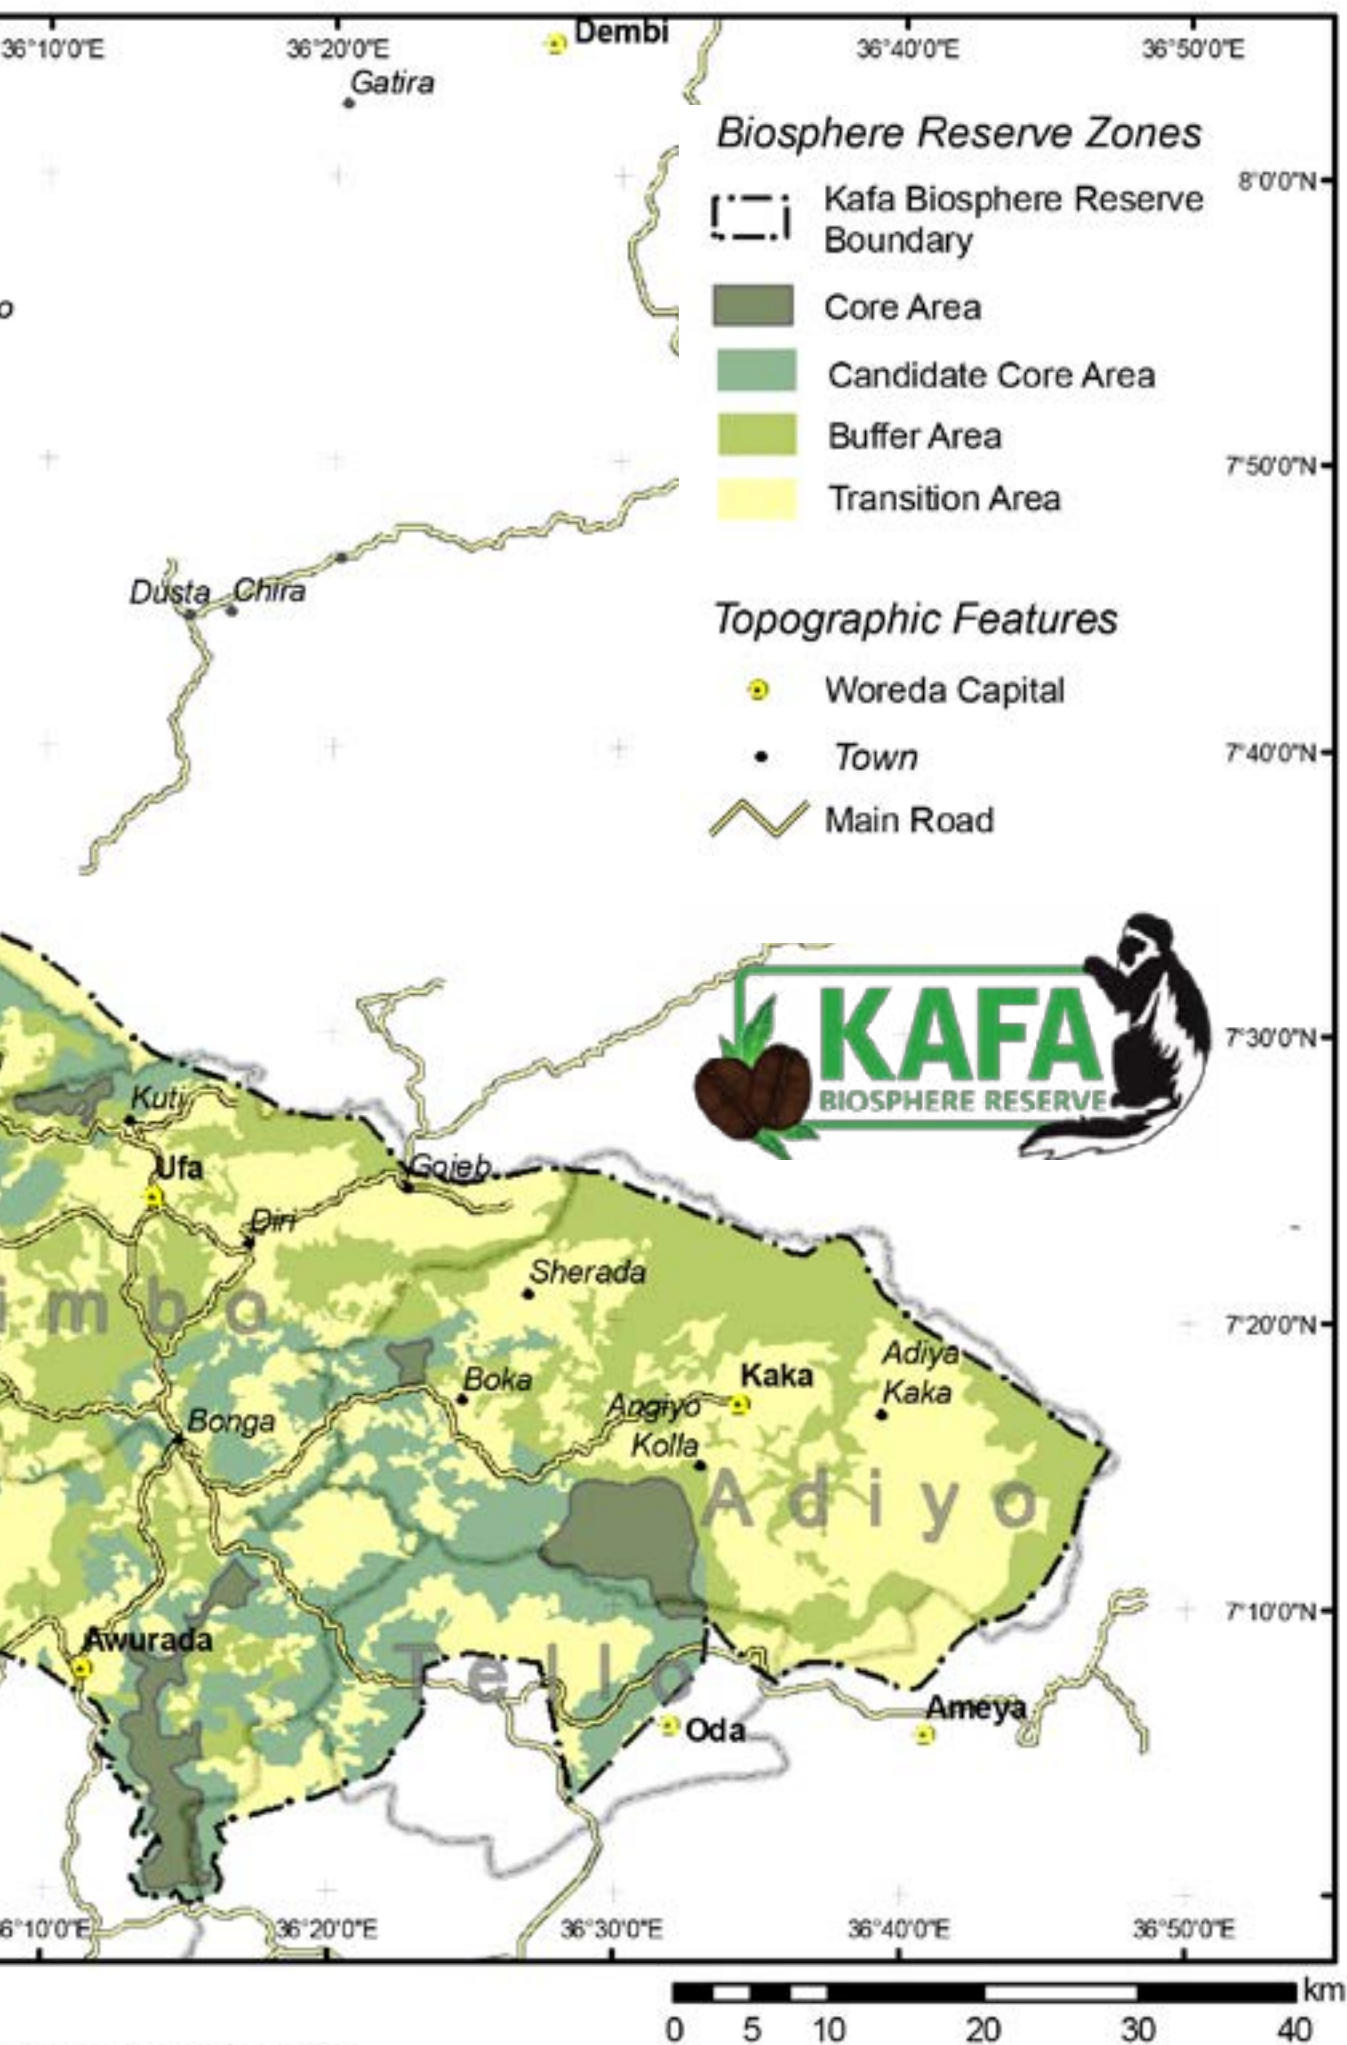 36°10'0"E
36°20'0"E
Dembi
36°40'0"E
36°50'0"E
Gatira
Biosphere Reserve Zones
8°0'0"N
Kafa Biosphere Reserve
Boundary
o
Core Area
Candidate Core Area
Buffer Area
7°50'0"N
Transition Area
Dusta
Chira
Topographic Features
Woreda Capital
7°40'0"N
Town
Main Road
KAFA
BIOSPHERE RESERVE
7°30'0"N
Kuti
Ufa
Gojeb
Diri
Sherada
imbo
7°20'0"N
Adiya
Kaka
Kaka
Boka
Angiyo
Kolla
Bonga
Adiyo
7°10'0"N
Awurada
Tello
Ameya
Oda
6°10'0"E
36°20'0"E
36°30'0"E
36°40'0"E
36°50'0"E
km
0 5 10 20 30 40